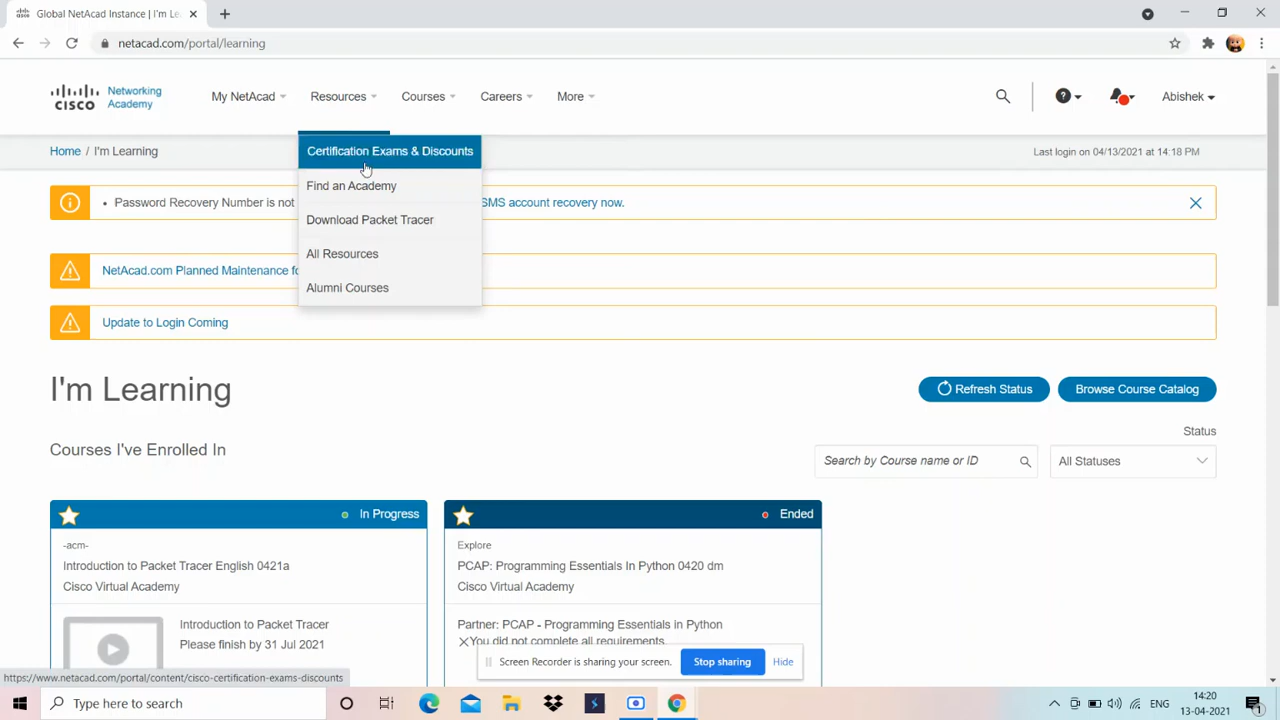 Global NetAcad Instance | I'm Le
netacad.com/portal/learning
CISCO Networking Academy
My NetAcad
Resources
Courses
Careers
More
Abishek
Home / I'm Learning
Last login on 04/13/2021 at 14:18 PM
Certification Exams & Discounts
Find an Academy
Download Packet Tracer
All Resources
Alumni Courses
• Password Recovery Number is not
SMS account recovery now.
NetAcad.com Planned Maintenance fo
Update to Login Coming
I'm Learning
Refresh Status
Browse Course Catalog
Status
Courses I've Enrolled In
Search by Course name or ID
All Statuses
In Progress
-acm-
Introduction to Packet Tracer English 0421a
Cisco Virtual Academy
Introduction to Packet Tracer
Please finish by 31 Jul 2021
Ended
Explore
PCAP: Programming Essentials In Python 0420 dm
Cisco Virtual Academy
Partner: PCAP - Programming Essentials in Python
You did not complete all requirements.
Screen Recorder is sharing your screen.
Stop sharing
Hide
https://www.netacad.com/portal/content/cisco-certification-exams-discounts
Type here to search
ENG
14:20
13-04-2021
1